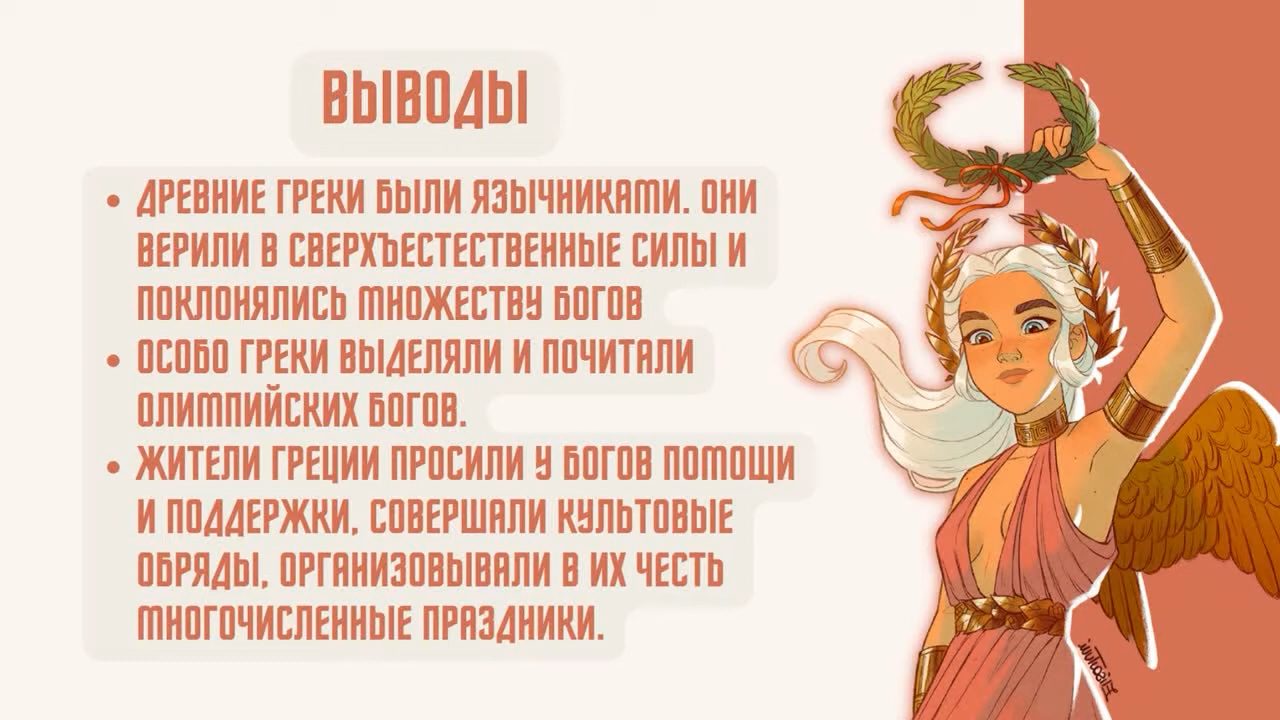 ВЫВОДЫ
• ДРЕВНИЕ ГРЕКИ БЫЛИ ЯЗЫЧНИКАМИ. ОНИ
ВЕРИЛИ В СВЕРХЪЕСТЕСТВЕННЫЕ СИЛЫ И
ПОКЛОНЯЛИСЬ МНОЖЕСТВУ БОГОВ
• ОСОБО ГРЕКИ ВЫДЕЛЯЛИ И ПОЧИТАЛИ
ОЛИМПИЙСКИХ БОГОВ.
• ЖИТЕЛИ ГРЕЦИИ ПРОСИЛИ У БОГОВ ПОМОЩИ
И ПОДДЕРЖКИ, СОВЕРШАЛИ КУЛЬТОВЫЕ
ОБРЯДЫ, ОРГАНИЗОВЫВАЛИ В ИХ ЧЕСТЬ
МНОГОЧИСЛЕННЫЕ ПРАЗДНИКИ.